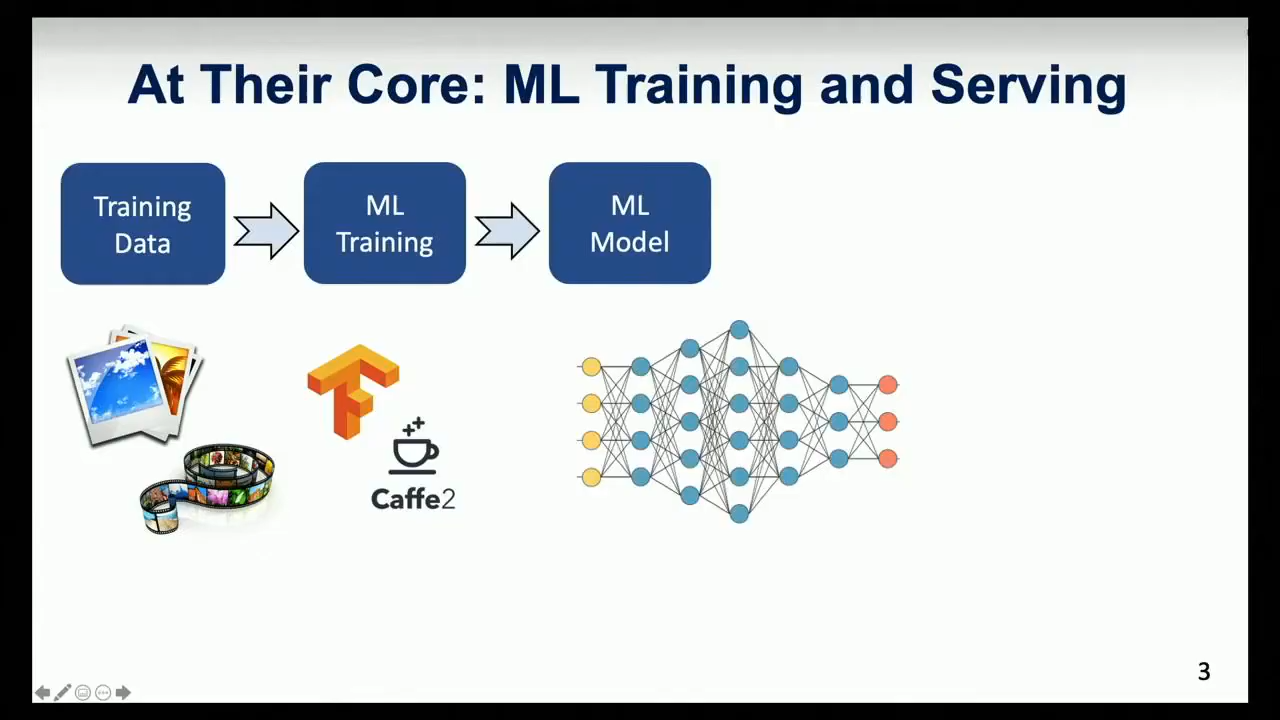 At Their Core: ML Training and Serving
Training
Data
ML
Training
ML
Model
Caffe2
3